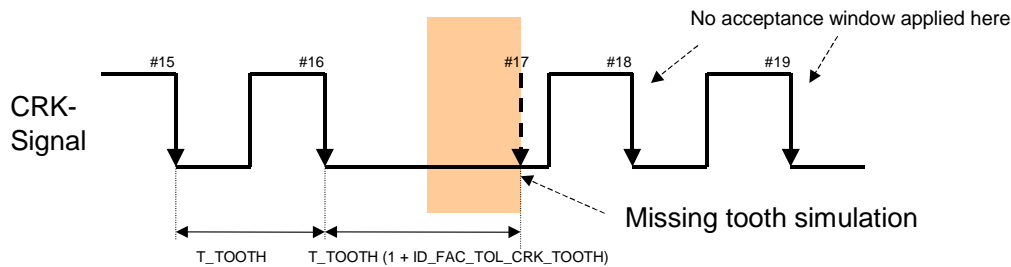 No acceptance window applied here
#15
#16
#17
#18
#19
CRK-
Signal
Missing tooth simulation
T_TOOTH
T_TOOTH (1 + ID_FAC_TOL_CRK_TOOTH)